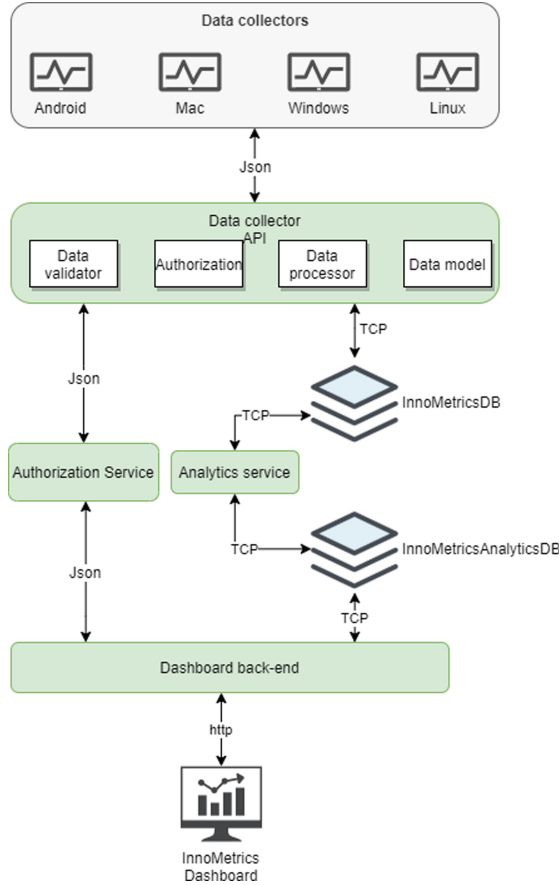 Data collectors
Android
Mac
Windows
Linux
Json
Data collector
API
Data
validator
Authorization
Data
processor
Data model
TCP
Json
InnoMetricsDB
TCP
Authorization Service
Analytics service
TCP
InnoMetricsAnalyticsDB
Json
TCP
Dashboard back-end
http
InnoMetrics
Dashboard